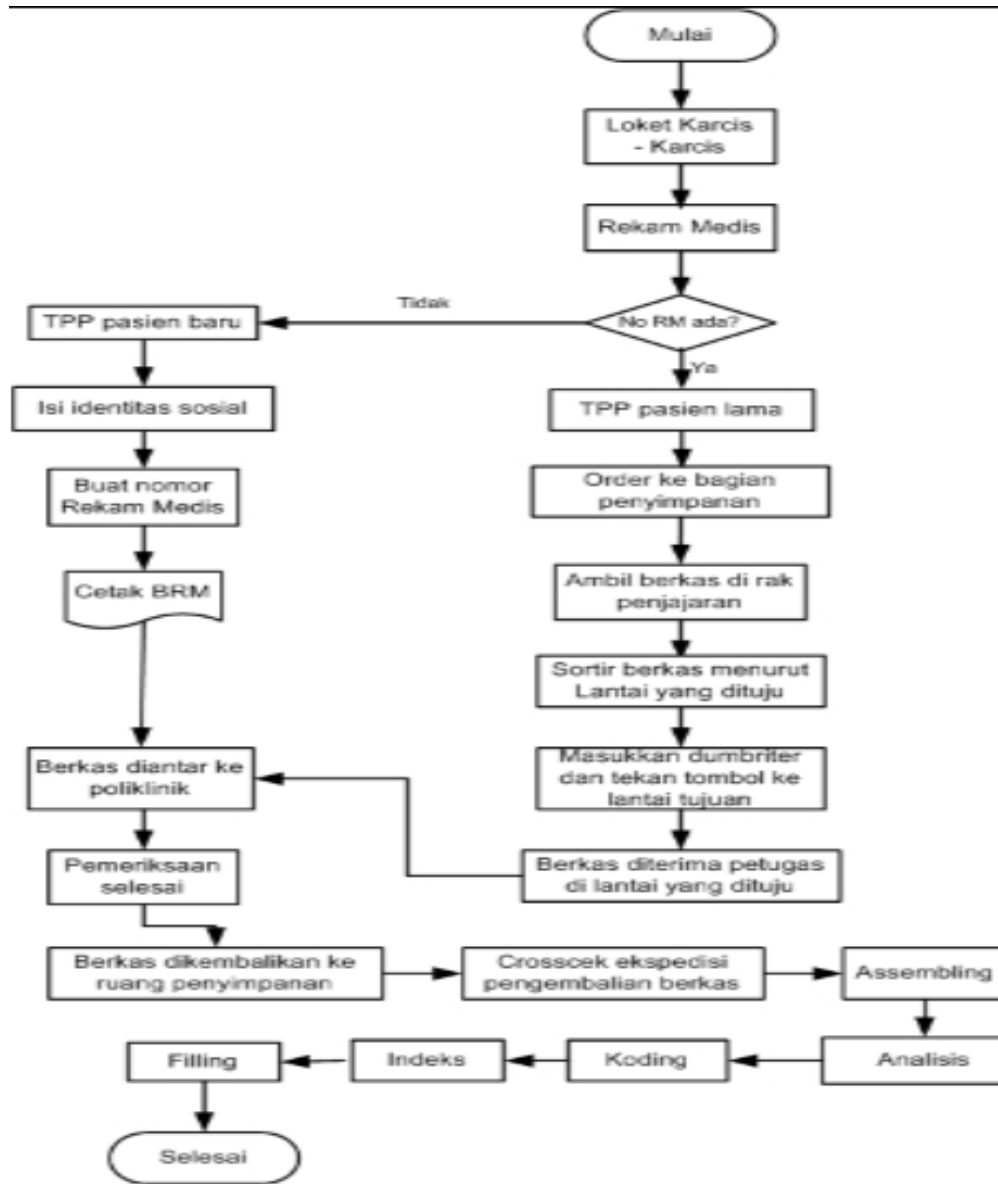 Mulai
Loket Karcis
- Karcis
Rekam Medis
No RM ada?
Tidak
Ya
TPP pasien baru
Isi identitas sosial
Buat nomor
Rekam Medis
Cetak BRM
TPP pasien lama
Order ke bagian
penyimpanan
Ambil berkas di rak
penjajaran
Sortir berkas menurut
Lantai yang dituju
Masukkan dumbriter
dan tekan tombol ke
lantai tujuan
Berkas diterima petugas
di lantai yang dituju
Berkas diantar ke
poliklinik
Pemeriksaan
selesai
Berkas dikembalikan ke
ruang penyimpanan
Crosscek ekspedisi
pengembalian berkas
Assembling
Analisis
Koding
Indeks
Filling
Selesai